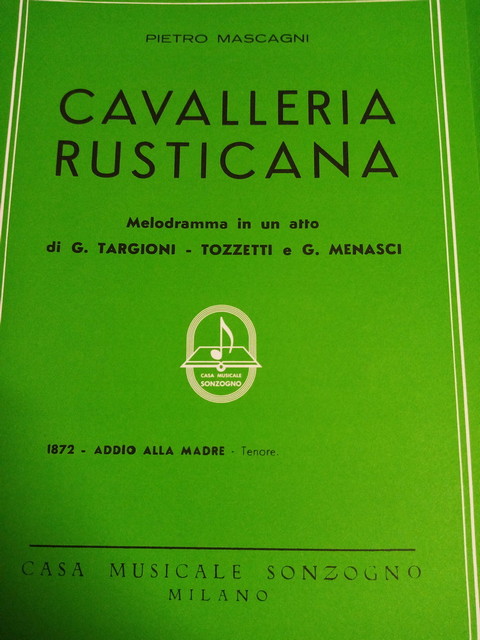 PIETRO MASCAGNI
CAVALLERIA
RUSTICANA
Melodramma in un atto
di G. TARGIONI - TOZZETTI e G. MENASCI
CASA MUSICALE
SONZOGNO
1872 - ADDIO ALLA MADRE - Tenore.
CASA MUSICALE SONZOGNO
MILANO